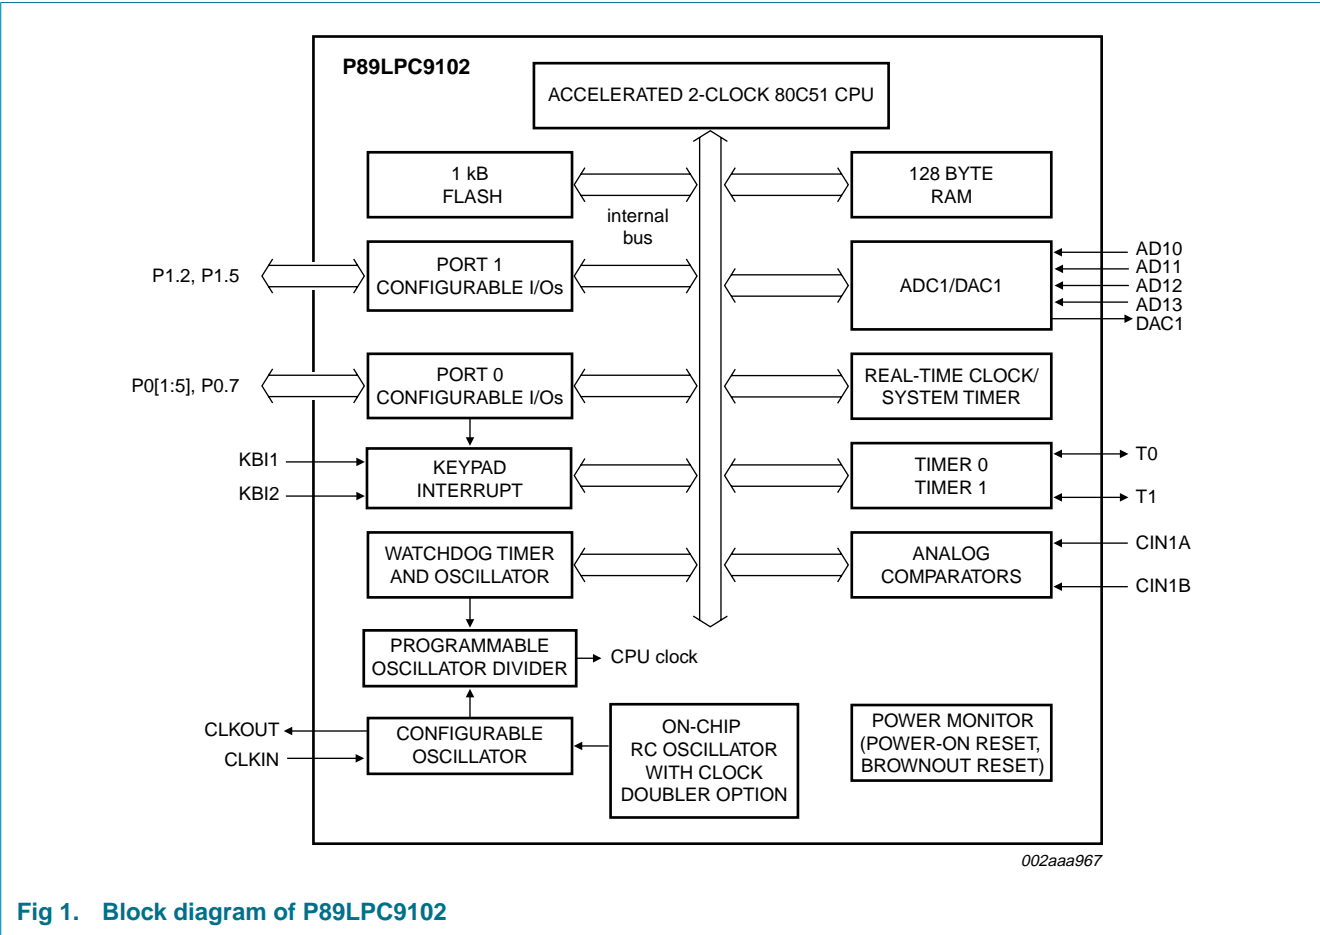 P89LPC9102
ACCELERATED 2-CLOCK 80C51 CPU
1 kB
FLASH
128 BYTE
RAM
internal
bus
P1.2, P1.5
PORT 1
CONFIGURABLE I/Os
ADC1/DAC1
AD10
AD11
AD12
AD13
DAC1
P0[1:5], P0.7
PORT 0
CONFIGURABLE I/Os
REAL-TIME CLOCK/
SYSTEM TIMER
KBI1
KBI2
KEYPAD
INTERRUPT
TIMER 0
TIMER 1
T0
T1
WATCHDOG TIMER
AND OSCILLATOR
ANALOG
COMPARATORS
CIN1A
CIN1B
PROGRAMMABLE
OSCILLATOR DIVIDER
CPU clock
CLKOUT
CLKIN
CONFIGURABLE
OSCILLATOR
ON-CHIP
RC OSCILLATOR
WITH CLOCK
DOUBLER OPTION
POWER MONITOR
(POWER-ON RESET,
BROWNOUT RESET)
002aaa967
Fig 1. Block diagram of P89LPC9102